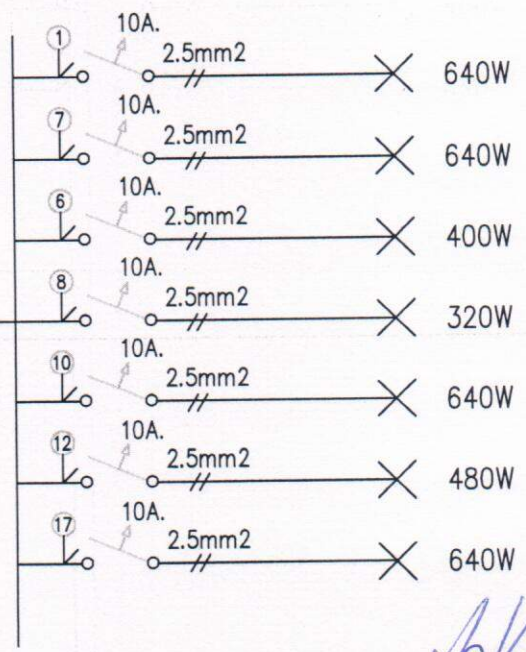 1 10A. 2.5mm2 640W
7 10A. 2.5mm2 640W
6 10A. 2.5mm2 400W
8 10A. 2.5mm2 320W
10 10A. 2.5mm2 640W
12 10A. 2.5mm2 480W
17 10A. 2.5mm2 640W